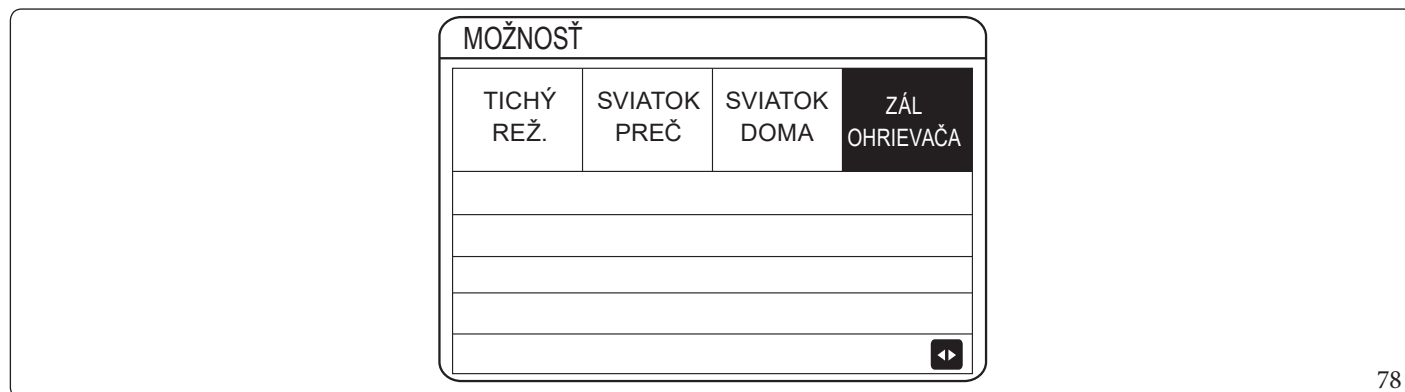 MOŽNOSŤ
TICHÝ
REŽ.
SVIATOK
PREČ
SVIATOK
DOMA
ZÁL
OHRIEVAČA
78